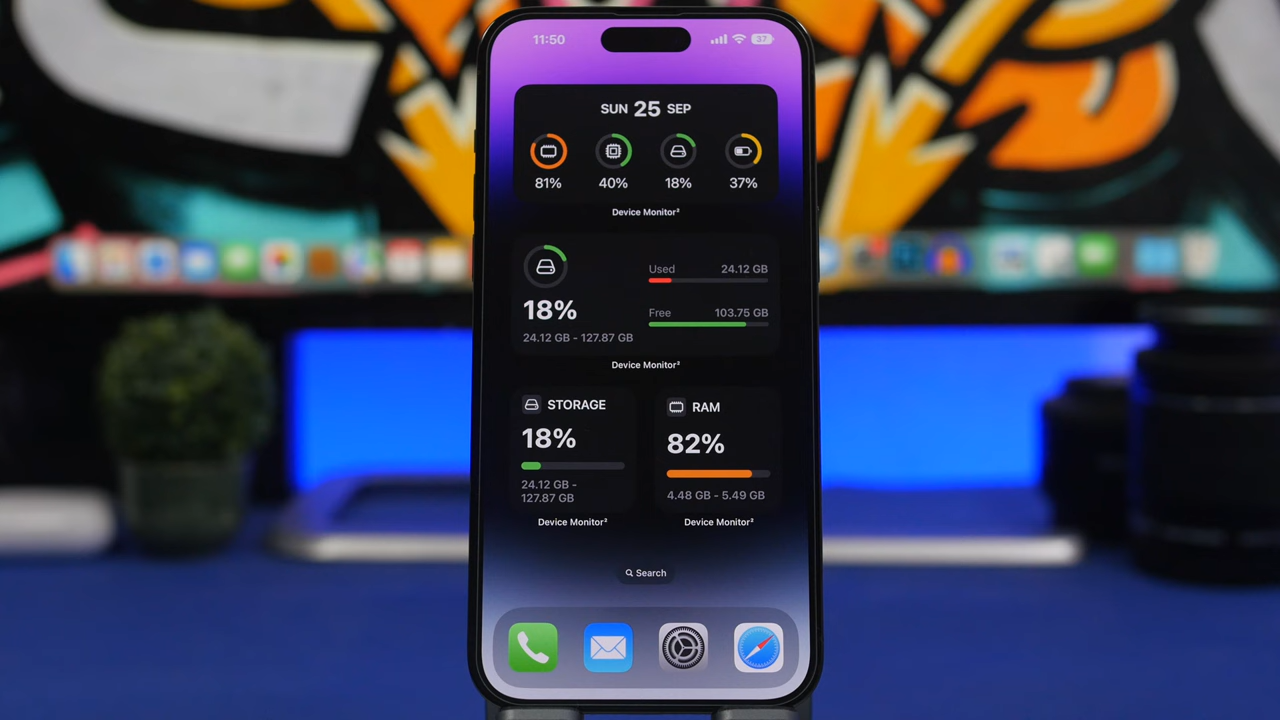 11:50 37
SUN 25 SEP
81% 40% 18% 37%
Device Monitor²
18%
24.12 GB - 127.87 GB
Used 24.12 GB
Free 103.75 GB
Device Monitor²
STORAGE
18%
24.12 GB -
127.87 GB
Device Monitor²
RAM
82%
4.48 GB - 5.49 GB
Device Monitor²
Search